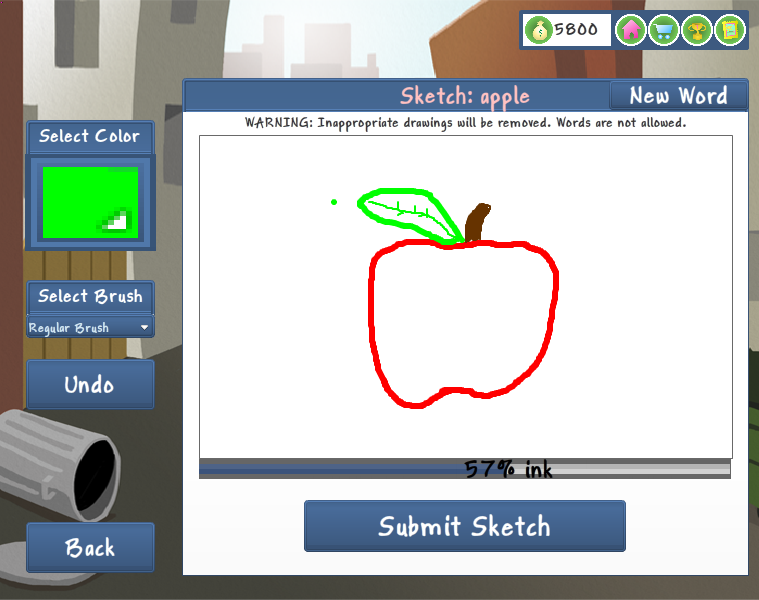 5800
Sketch: apple
New Word
WARNING: Inappropriate drawings will be removed. Words are not allowed.
Select Color
Select Brush
Regular Brush
Undo
57% ink
Submit Sketch
Back